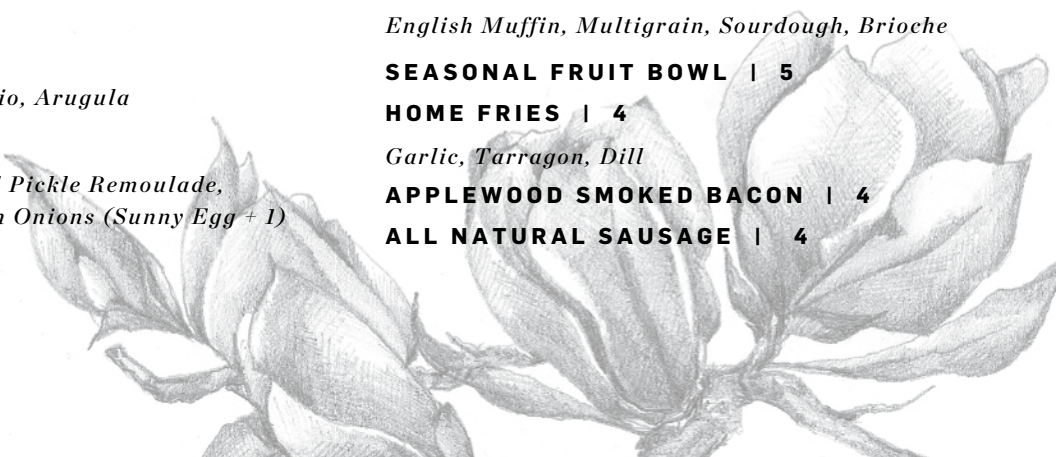 io, Arugula
Pickle Remoulade,
Onions (Sunny Egg + 1)
English Muffin, Multigrain, Sourdough, Brioche
SEASONAL FRUIT BOWL | 5
HOME FRIES | 4
Garlic, Tarragon, Dill
APPLEWOOD SMOKED BACON | 4
ALL NATURAL SAUSAGE | 4